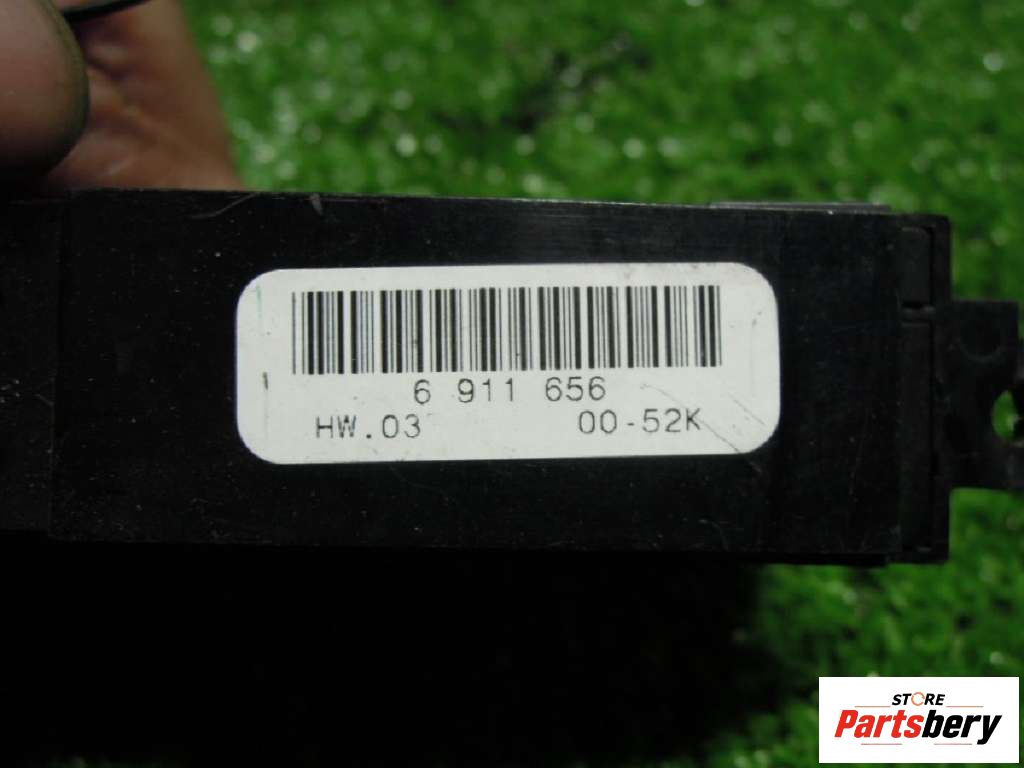 6 911 656
HW.03 00-52K
STORE
Partsbery